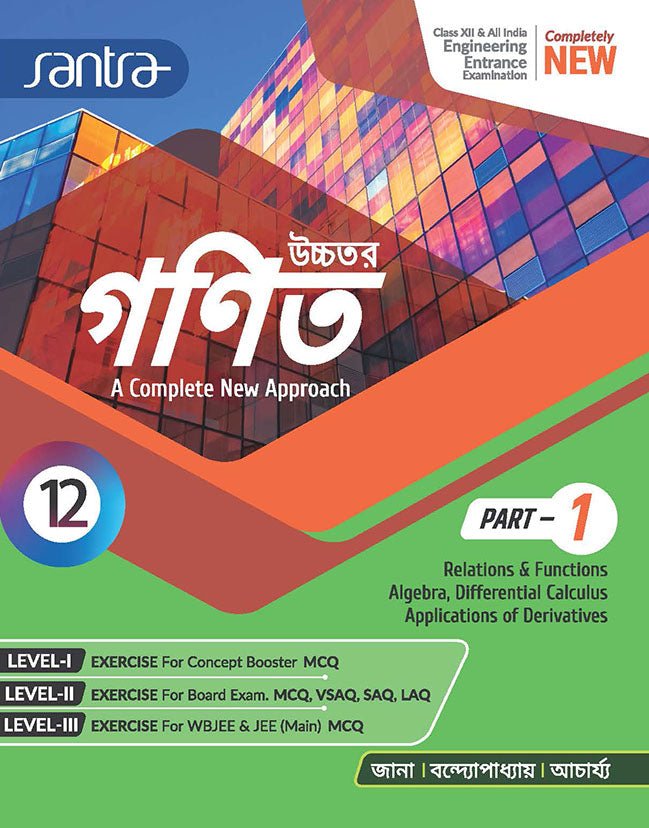 santra
Class XII & All India
Engineering
Entrance
Examination
Completely
NEW
উচ্চতর
গণিত
A Complete New Approach
12
PART – 1
Relations & Functions
Algebra, Differential Calculus
Applications of Derivatives
LEVEL-I EXERCISE For Concept Booster MCQ
LEVEL-II EXERCISE For Board Exam. MCQ, VSAQ, SAQ, LAQ
LEVEL-III EXERCISE For WBJEE & JEE (Main) MCQ
জানা । বন্দ্যোপাধ্যায় । আচার্য্য